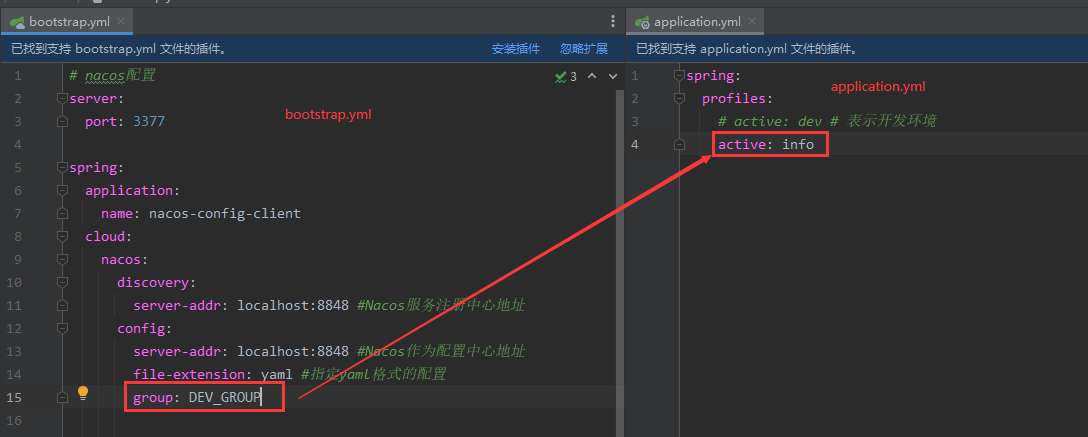 bootstrap.yml
已找到支持 bootstrap.yml 文件的插件。 安装插件 忽略扩展
3
1 # nacos配置
2 server:
3 port: 3377
4
5 spring:
6 application:
7 name: nacos-config-client
8 cloud:
9 nacos:
10 discovery:
11 server-addr: localhost:8848 #Nacos服务注册中心地址
12 config:
13 server-addr: localhost:8848 #Nacos作为配置中心地址
14 file-extension: yaml #指定yaml格式的配置
15 group: DEV_GROUP
16
bootstrap.yml
application.yml
已找到支持 application.yml 文件的插件。
1 spring:
2 profiles:
3 # active: dev # 表示开发环境
4 active: info
application.yml